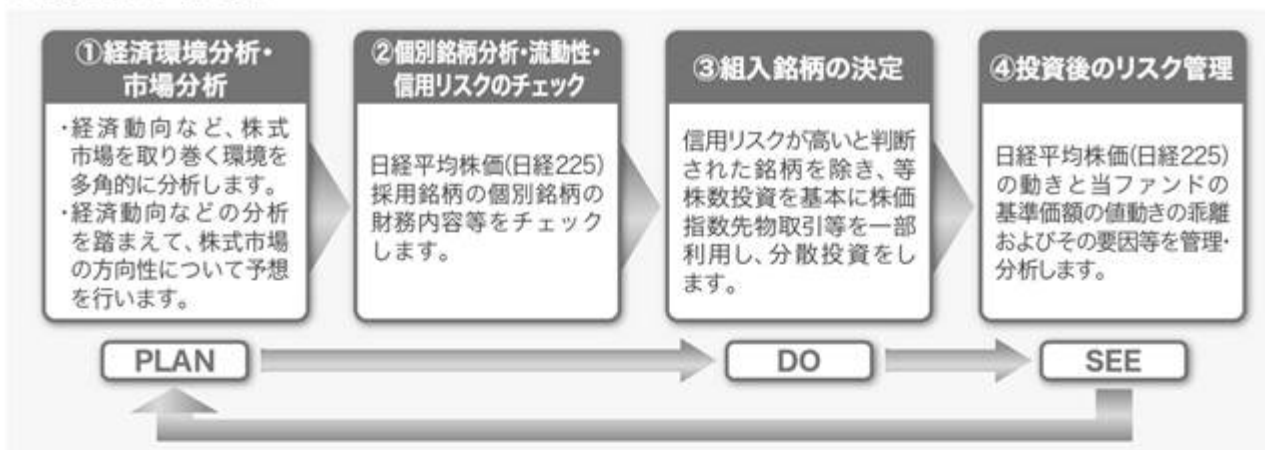 ①経済環境分析・
市場分析
・経済動向など、株式
市場を取り巻く環境を
多角的に分析します。
・経済動向などの分析
を踏まえて、株式市場
の方向性について予想
を行います。
②個別銘柄分析・流動性・
信用リスクのチェック
日経平均株価(日経225)
採用銘柄の個別銘柄の
財務内容等をチェック
します。
③組入銘柄の決定
信用リスクが高いと判断
された銘柄を除き、等
株数投資を基本に株価
指数先物取引等を一部
利用し、分散投資をし
ます。
④投資後のリスク管理
日経平均株価(日経225)
の動きと当ファンドの
基準価額の値動きの乖離
およびその要因等を管理・
分析します。
PLAN
DO
SEE